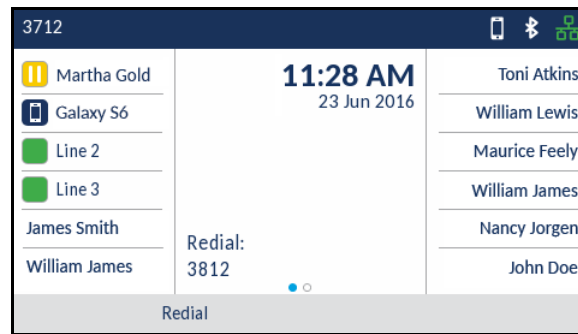 3712
Martha Gold
Galaxy S6
Line 2
Line 3
James Smith
William James
11:28 AM
23 Jun 2016
Redial:
3812
Toni Atkins
William Lewis
Maurice Feely
William James
Nancy Jorgen
John Doe
Redial